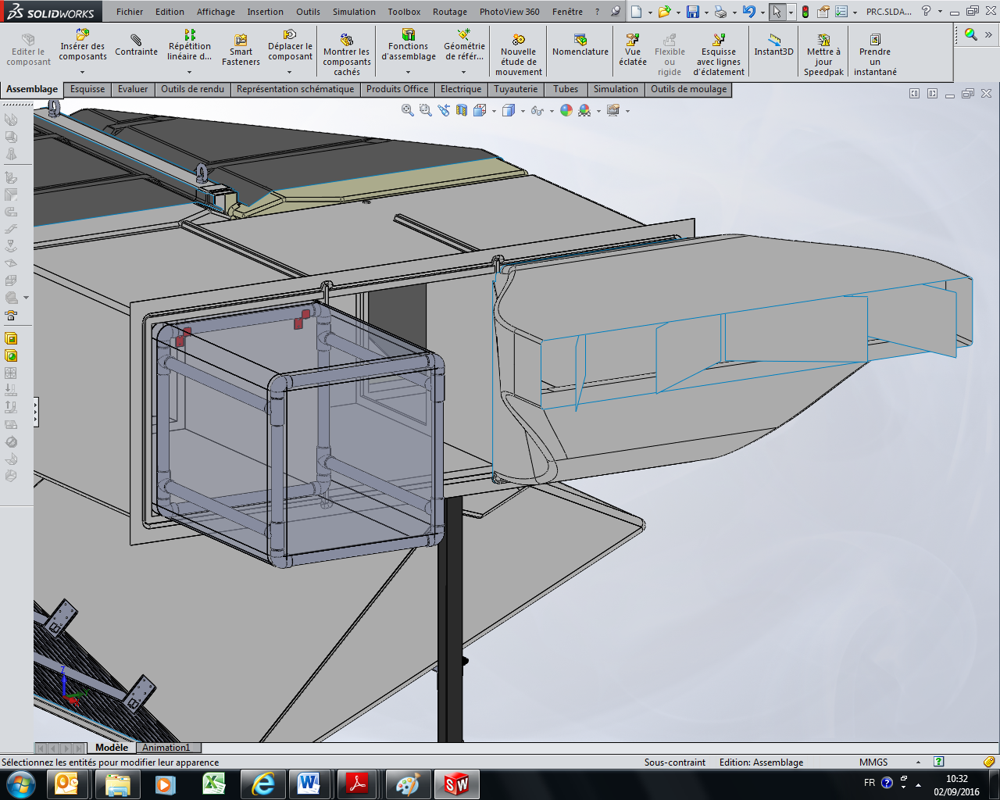 SOLIDWORKS
Fichier Edition Affichage Insertion Outils Simulation Toolbox Routage PhotoView 360 Fenêtre ? PRC.SLDA... ?
Editer le composant
Insérer des composants
Contrainte
Répétition linéaire d...
Smart Fasteners
Déplacer le composant
Montrer les composants cachés
Fonctions d'assemblage
Géométrie de référ...
Nouvelle étude de mouvement
Nomenclature
Vue éclatée
Flexible ou rigide
Esquisse avec lignes d'éclatement
Instant3D
Mettre à jour Speedpak
Prendre un instantané
Assemblage Esquisse Evaluer Outils de rendu Représentation schématique Produits Office Electrique Tuyauterie Tubes Simulation Outils de moulage
Z
Modèle Animation1
Sélectionnez les entités pour modifier leur apparence Sous-contraint Edition: Assemblage MMGS ?
FR ? 10:32
02/09/2016